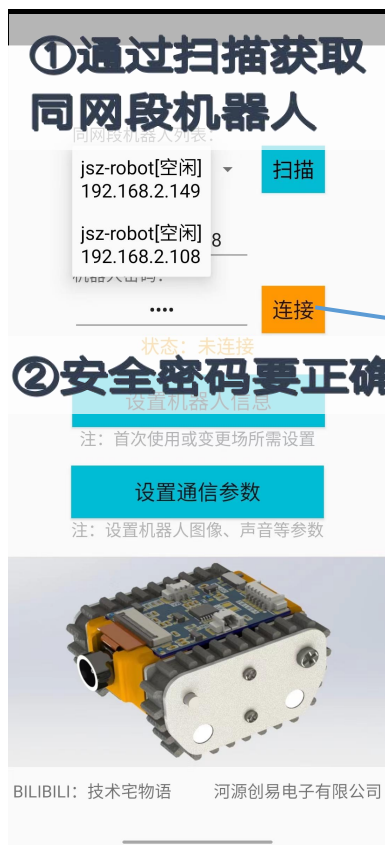 ①通过扫描获取
同网段机器人
同网段机器人列表:
jsz-robot[空闲]
192.168.2.149
扫描
jsz-robot[空闲]
192.168.2.108
8
机器人密码:
••••
连接
状态：未连接
②安全密码要正确
设置机器人信息
注：首次使用或变更场所需设置
设置通信参数
注：设置机器人图像、声音等参数
BILIBILI：技术宅物语
河源创易电子有限公司